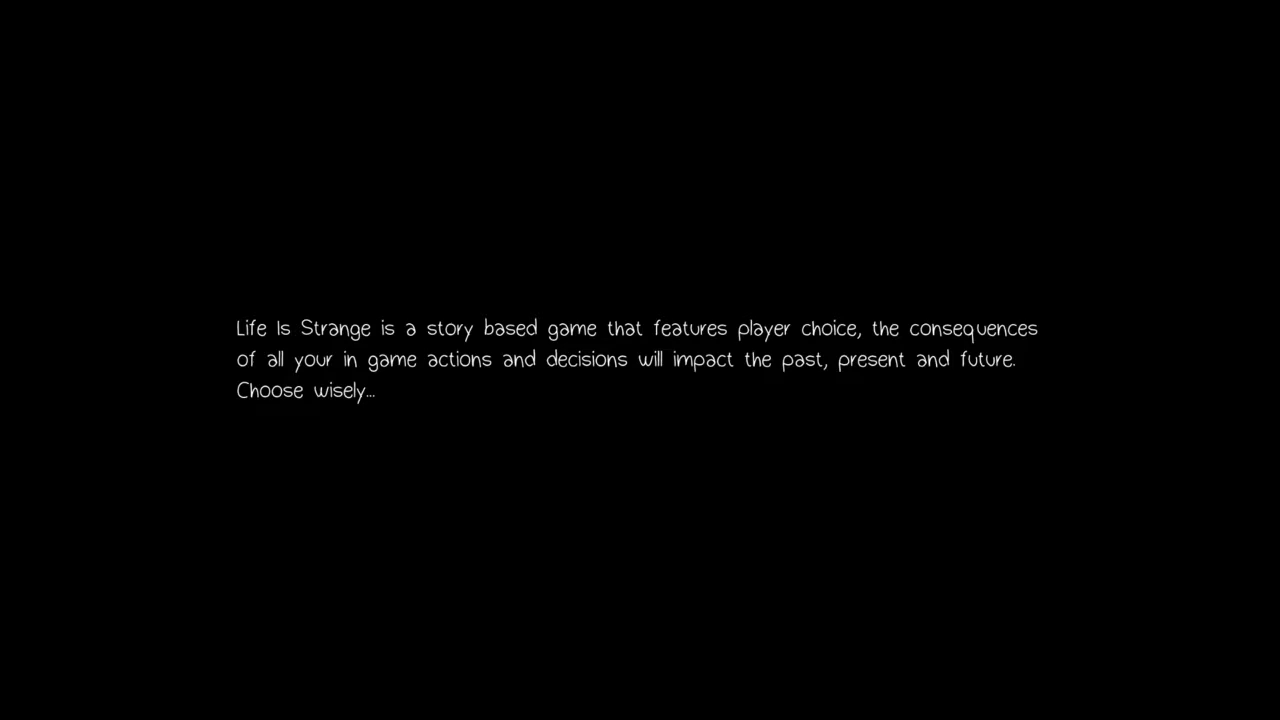 Life Is Strange is a story based game that features player choice, the consequences
of all your in game actions and decisions will impact the past, present and future.
Choose wisely...